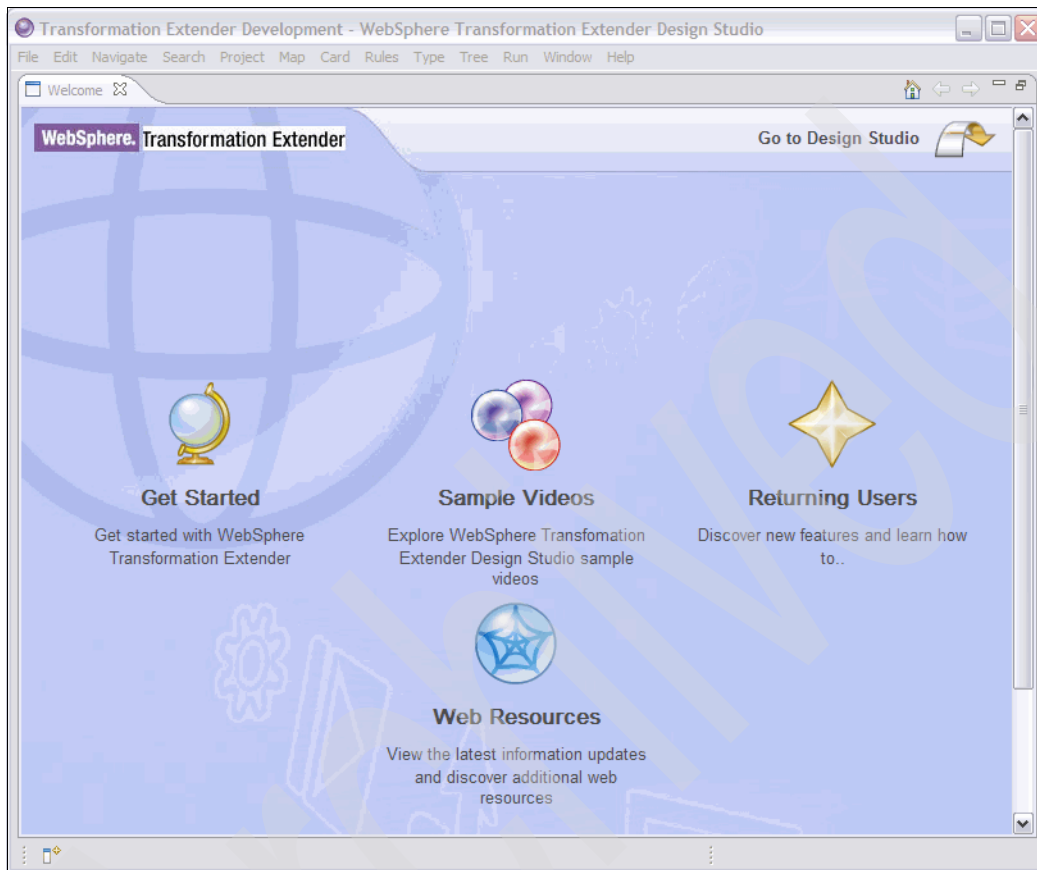 Transformation Extender Development - WebSphere Transformation Extender Design Studio
File Edit Navigate Search Project Map Card Rules Type Tree Run Window Help
Welcome
WebSphere. Transformation Extender
Go to Design Studio
Get Started
Get started with WebSphere
Transformation Extender
Sample Videos
Explore WebSphere Transfomation
Extender Design Studio sample
videos
Returning Users
Discover new features and learn how
to..
Web Resources
View the latest information updates
and discover additional web
resources